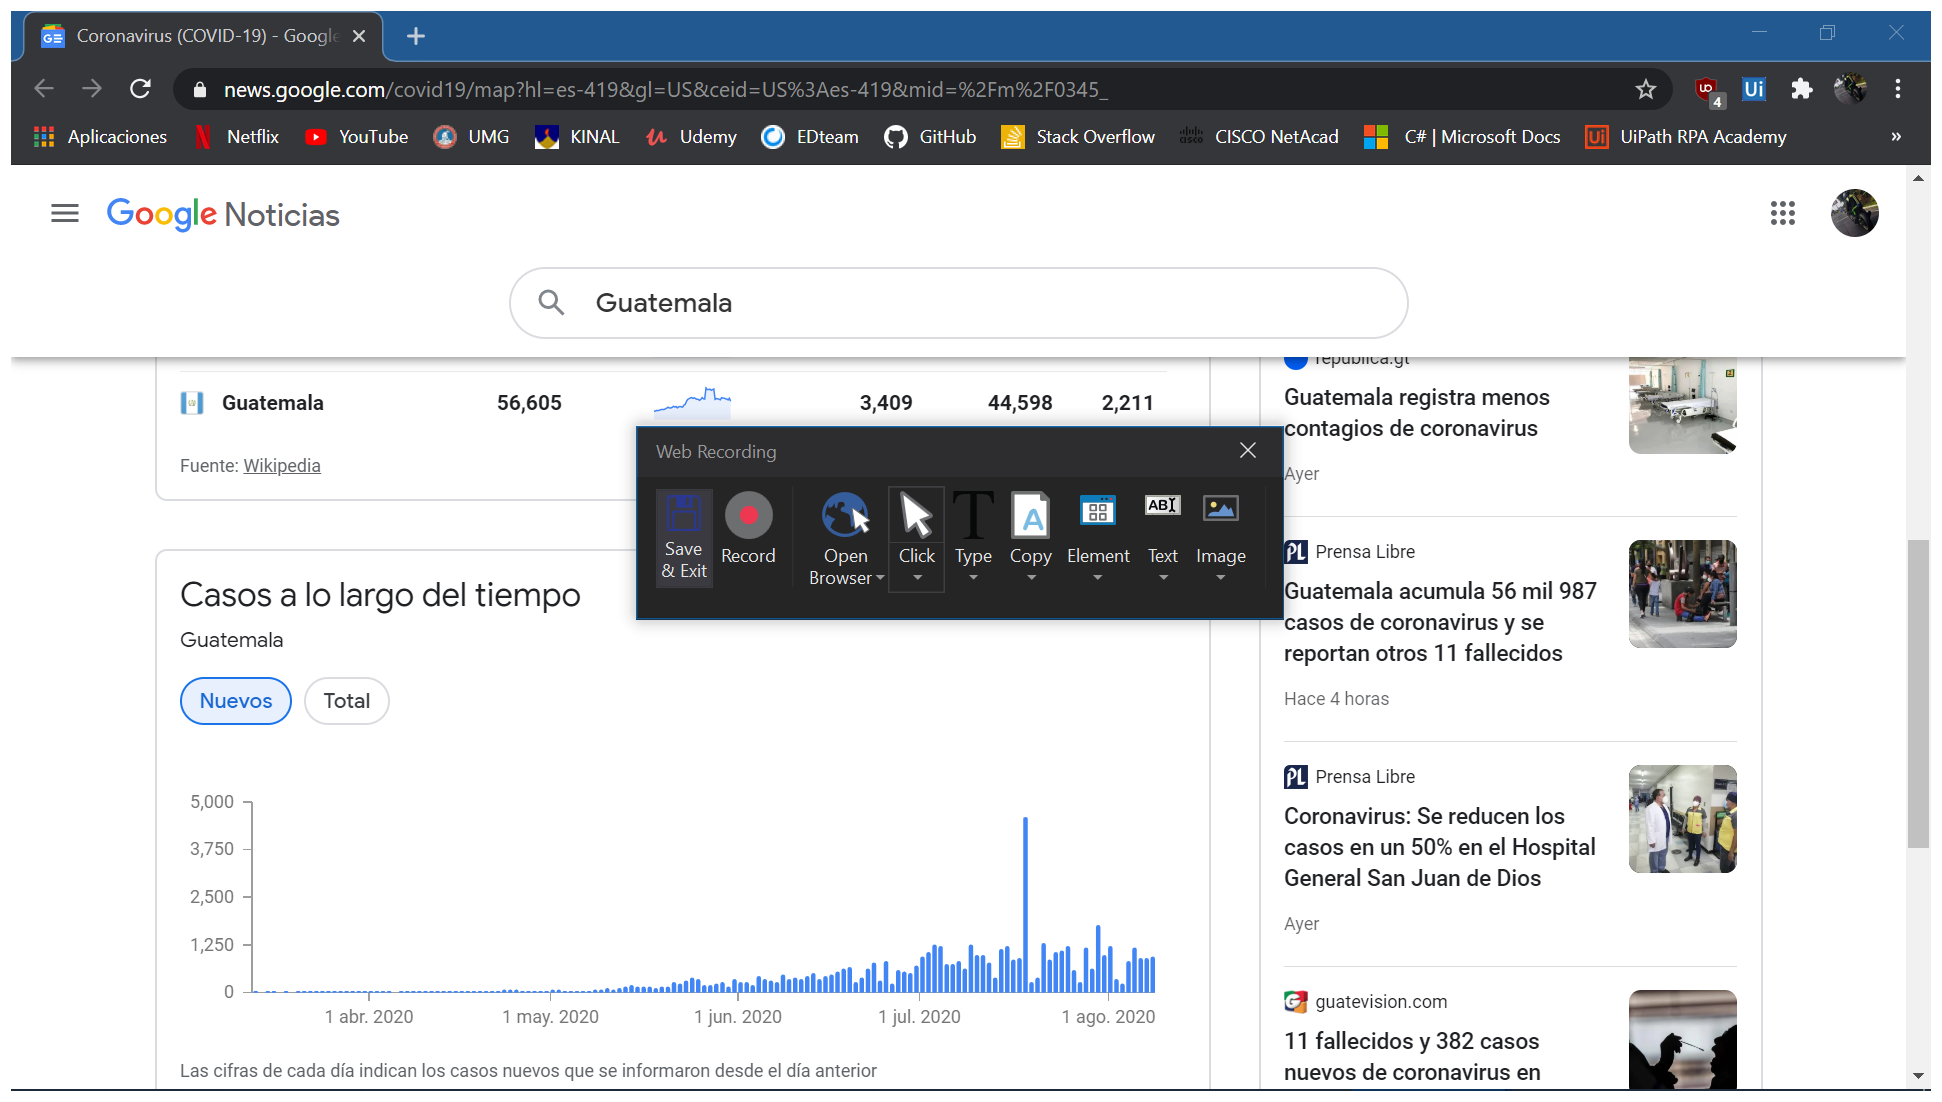 Coronavirus (COVID-19) - Google
news.google.com/covid19/map?hl=es-419&gl=US&ceid=US%3Aes-419&mid=%2Fm%2F0345_
4
Ui
Aplicaciones
Netflix
YouTube
UMG
KINAL
Udemy
EDteam
GitHub
Stack Overflow
CISCO NetAcad
C# | Microsoft Docs
UiPath RPA Academy
»
Google Noticias
Guatemala
Guatemala 56,605 3,409 44,598 2,211
Fuente: Wikipedia
Web Recording
Save & Exit
Record
Open Browser
Click
Type
Copy
Element
Text
Image
Casos a lo largo del tiempo
Guatemala
Nuevos
Total
5,000
3,750
2,500
1,250
0
1 abr. 2020
1 may. 2020
1 jun. 2020
1 jul. 2020
1 ago. 2020
Las cifras de cada día indican los casos nuevos que se informaron desde el día anterior
republica.gt
Guatemala registra menos
contagios de coronavirus
Ayer
Prensa Libre
Guatemala acumula 56 mil 987
casos de coronavirus y se
reportan otros 11 fallecidos
Hace 4 horas
Prensa Libre
Coronavirus: Se reducen los
casos en un 50% en el Hospital
General San Juan de Dios
Ayer
guatevision.com
11 fallecidos y 382 casos
nuevos de coronavirus en